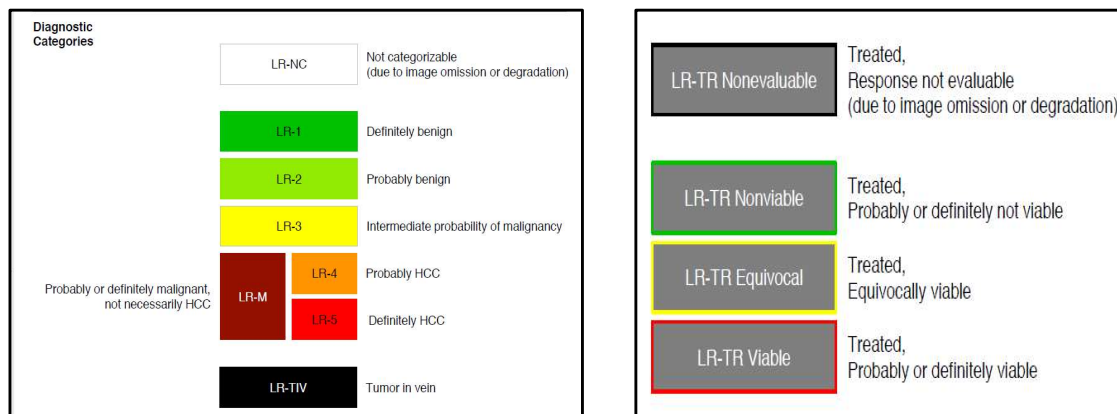 Diagnostic
Categories
LR-NC
Not categorizable
(due to image omission or degradation)
LR-1
Definitely benign
LR-2
Probably benign
LR-3
Intermediate probability of malignancy
Probably or definitely malignant,
not necessarily HCC
LR-M
LR-4
Probably HCC
LR-5
Definitely HCC
LR-TIV
Tumor in vein
LR-TR Nonevaluable
Treated,
Response not evaluable
(due to image omission or degradation)
LR-TR Nonviable
Treated,
Probably or definitely not viable
LR-TR Equivocal
Treated,
Equivocally viable
LR-TR Viable
Treated,
Probably or definitely viable